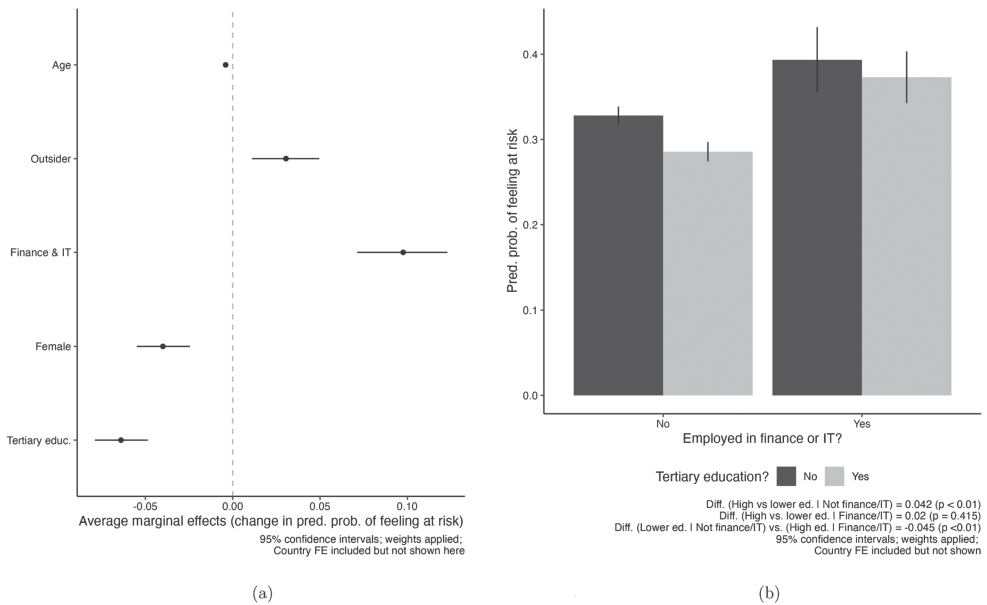 Age
Outsider
Finance & IT
Female
Tertiary educ.
-0.05 0.00 0.05 0.10
Average marginal effects (change in pred. prob. of feeling at risk)
95% confidence intervals; weights applied;
Country FE included but not shown here
(a)
Pred. prob. of feeling at risk
0.4
0.3
0.2
0.1
0.0
No Yes
Employed in finance or IT?
Tertiary education? No Yes
Diff. (High vs lower ed. | Not finance/IT) = 0.042 (p < 0.01)
Diff. (High vs. lower ed. | Finance/IT) = 0.02 (p = 0.415)
Diff. (Lower ed. | Not finance/IT) vs. (High ed. | Finance/IT) = -0.045 (p <0.01)
95% confidence intervals; weights applied;
Country FE included but not shown
(b)